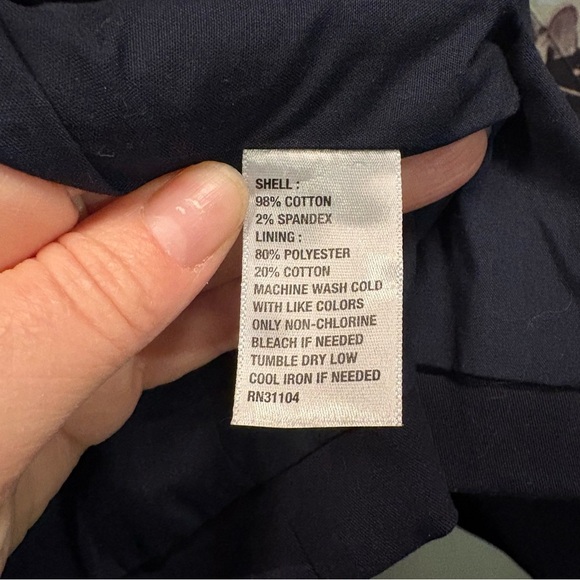 SHELL :
98% COTTON
2% SPANDEX
LINING :
80% POLYESTER
20% COTTON
MACHINE WASH COLD
WITH LIKE COLORS
ONLY NON-CHLORINE
BLEACH IF NEEDED
TUMBLE DRY LOW
COOL IRON IF NEEDED
RN31104